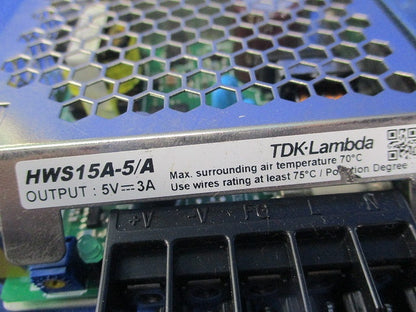 TDK·Lambda
HWS15A-5/A
Max. surrounding air temperature 70°C
OUTPUT : 5V⎓3A
Use wires rating at least 75°C / Pollution Degree
+V -V FG L N